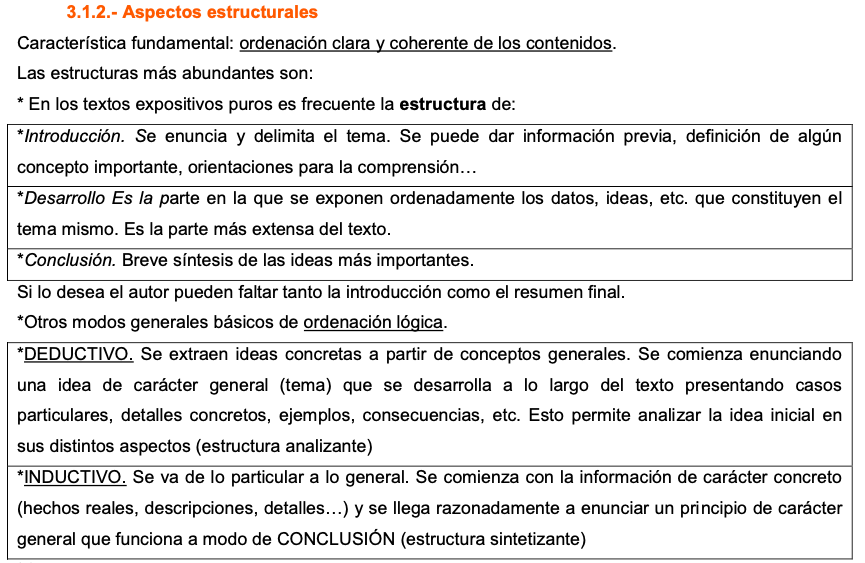 3.1.2.- Aspectos estructurales
Característica fundamental: ordenación clara y coherente de los contenidos.
Las estructuras más abundantes son:
* En los textos expositivos puros es frecuente la estructura de:
*Introducción. Se enuncia y delimita el tema. Se puede dar información previa, definición de algún
concepto importante, orientaciones para la comprensión…
*Desarrollo Es la parte en la que se exponen ordenadamente los datos, ideas, etc. que constituyen el
tema mismo. Es la parte más extensa del texto.
*Conclusión. Breve síntesis de las ideas más importantes.
Si lo desea el autor pueden faltar tanto la introducción como el resumen final.
*Otros modos generales básicos de ordenación lógica.
*DEDUCTIVO. Se extraen ideas concretas a partir de conceptos generales. Se comienza enunciando
una idea de carácter general (tema) que se desarrolla a lo largo del texto presentando casos
particulares, detalles concretos, ejemplos, consecuencias, etc. Esto permite analizar la idea inicial en
sus distintos aspectos (estructura analizante)
*INDUCTIVO. Se va de lo particular a lo general. Se comienza con la información de carácter concreto
(hechos reales, descripciones, detalles…) y se llega razonadamente a enunciar un principio de carácter
general que funciona a modo de CONCLUSIÓN (estructura sintetizante)